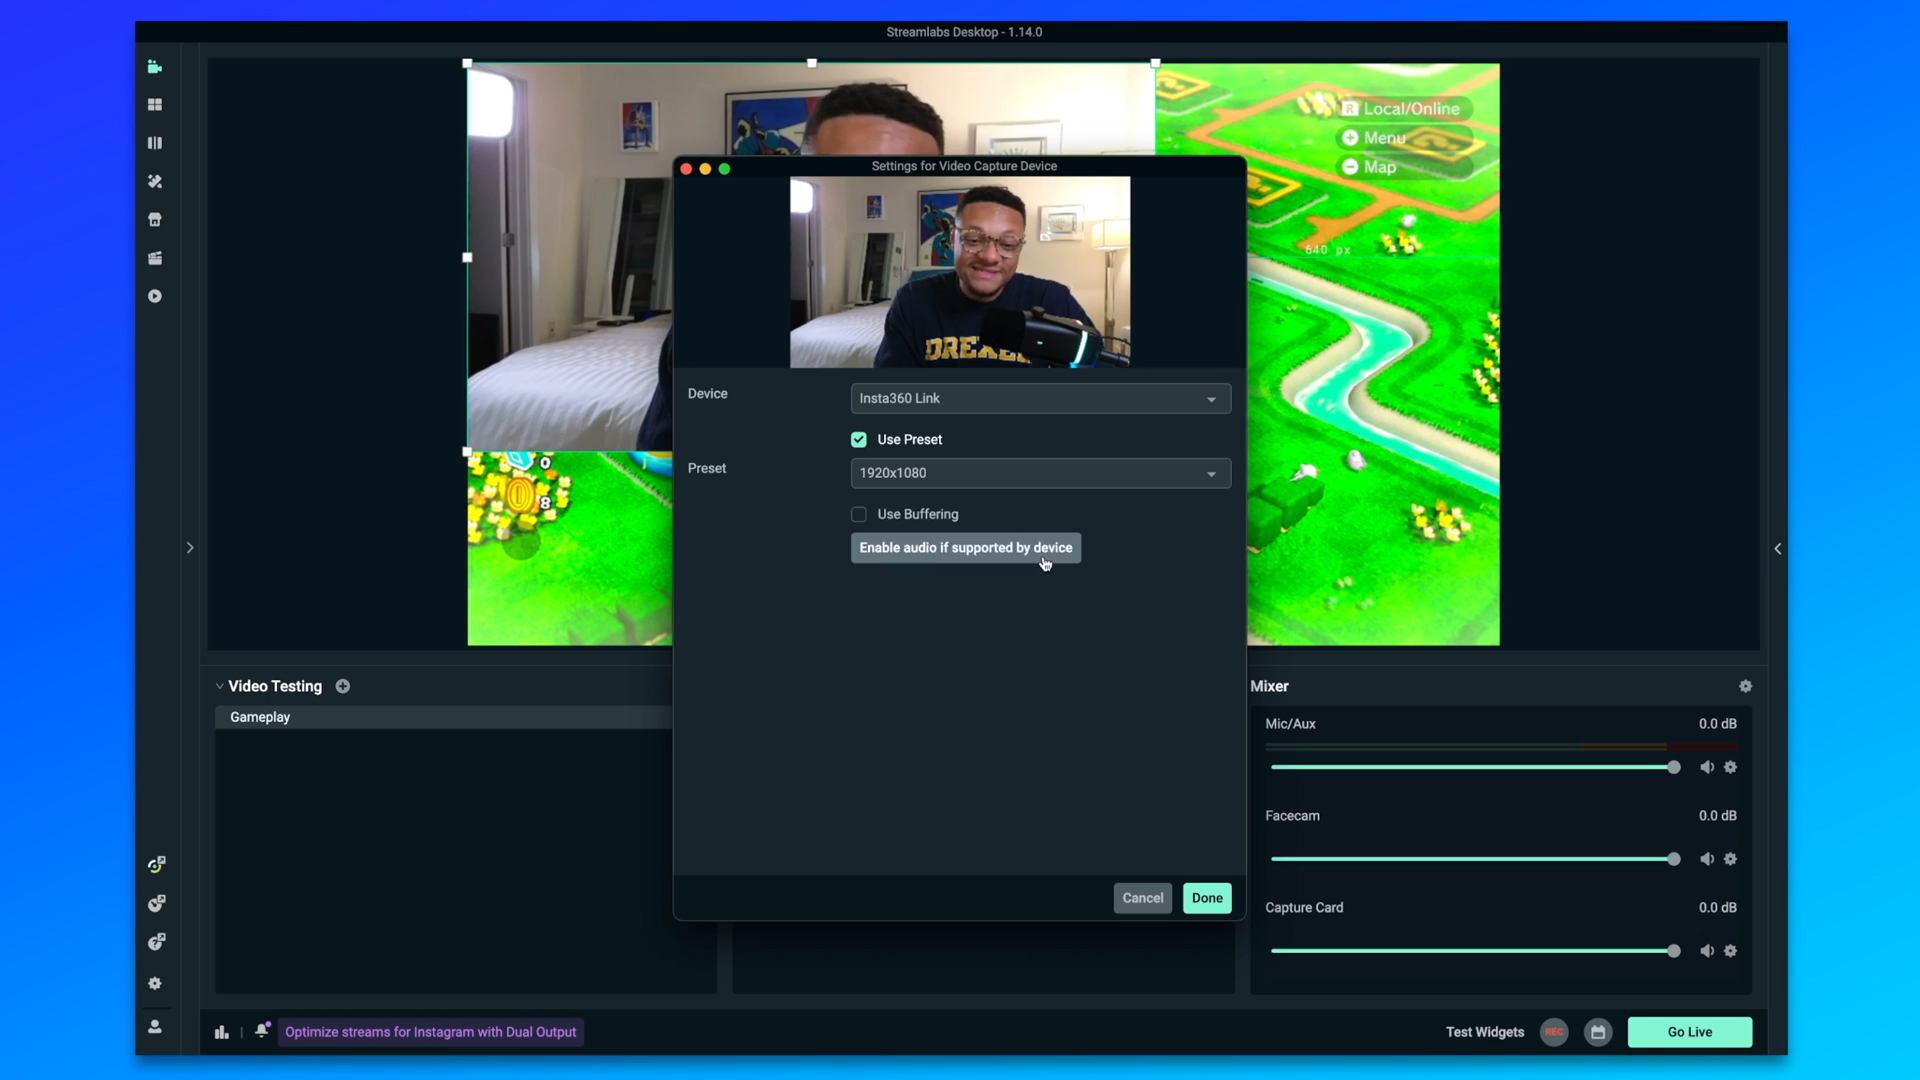 Streamlabs Desktop - 1.14.0
R Local/Online
+ Menu
− Map
640 px
0
8
Settings for Video Capture Device
Device
Insta360 Link
Use Preset
Preset
1920x1080
Use Buffering
Enable audio if supported by device
Cancel
Done
Video Testing
Gameplay
Mixer
Mic/Aux
0.0 dB
Facecam
0.0 dB
Capture Card
0.0 dB
Optimize streams for Instagram with Dual Output
Test Widgets
REC
Go Live